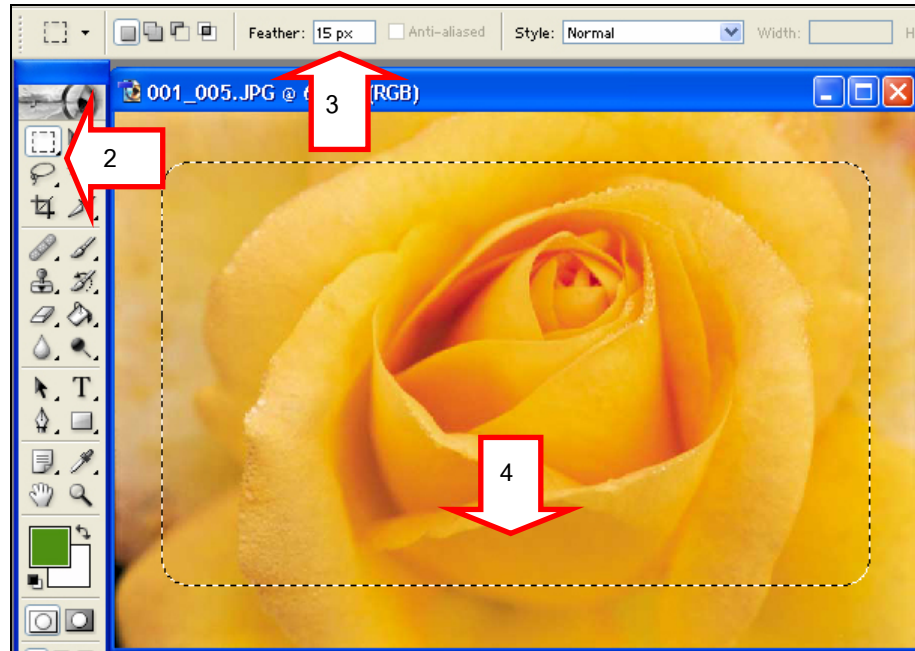 Feather: 15 px Anti-aliased Style: Normal Width: H
001_005.JPG @ 6 (RGB)
3
2
T
4